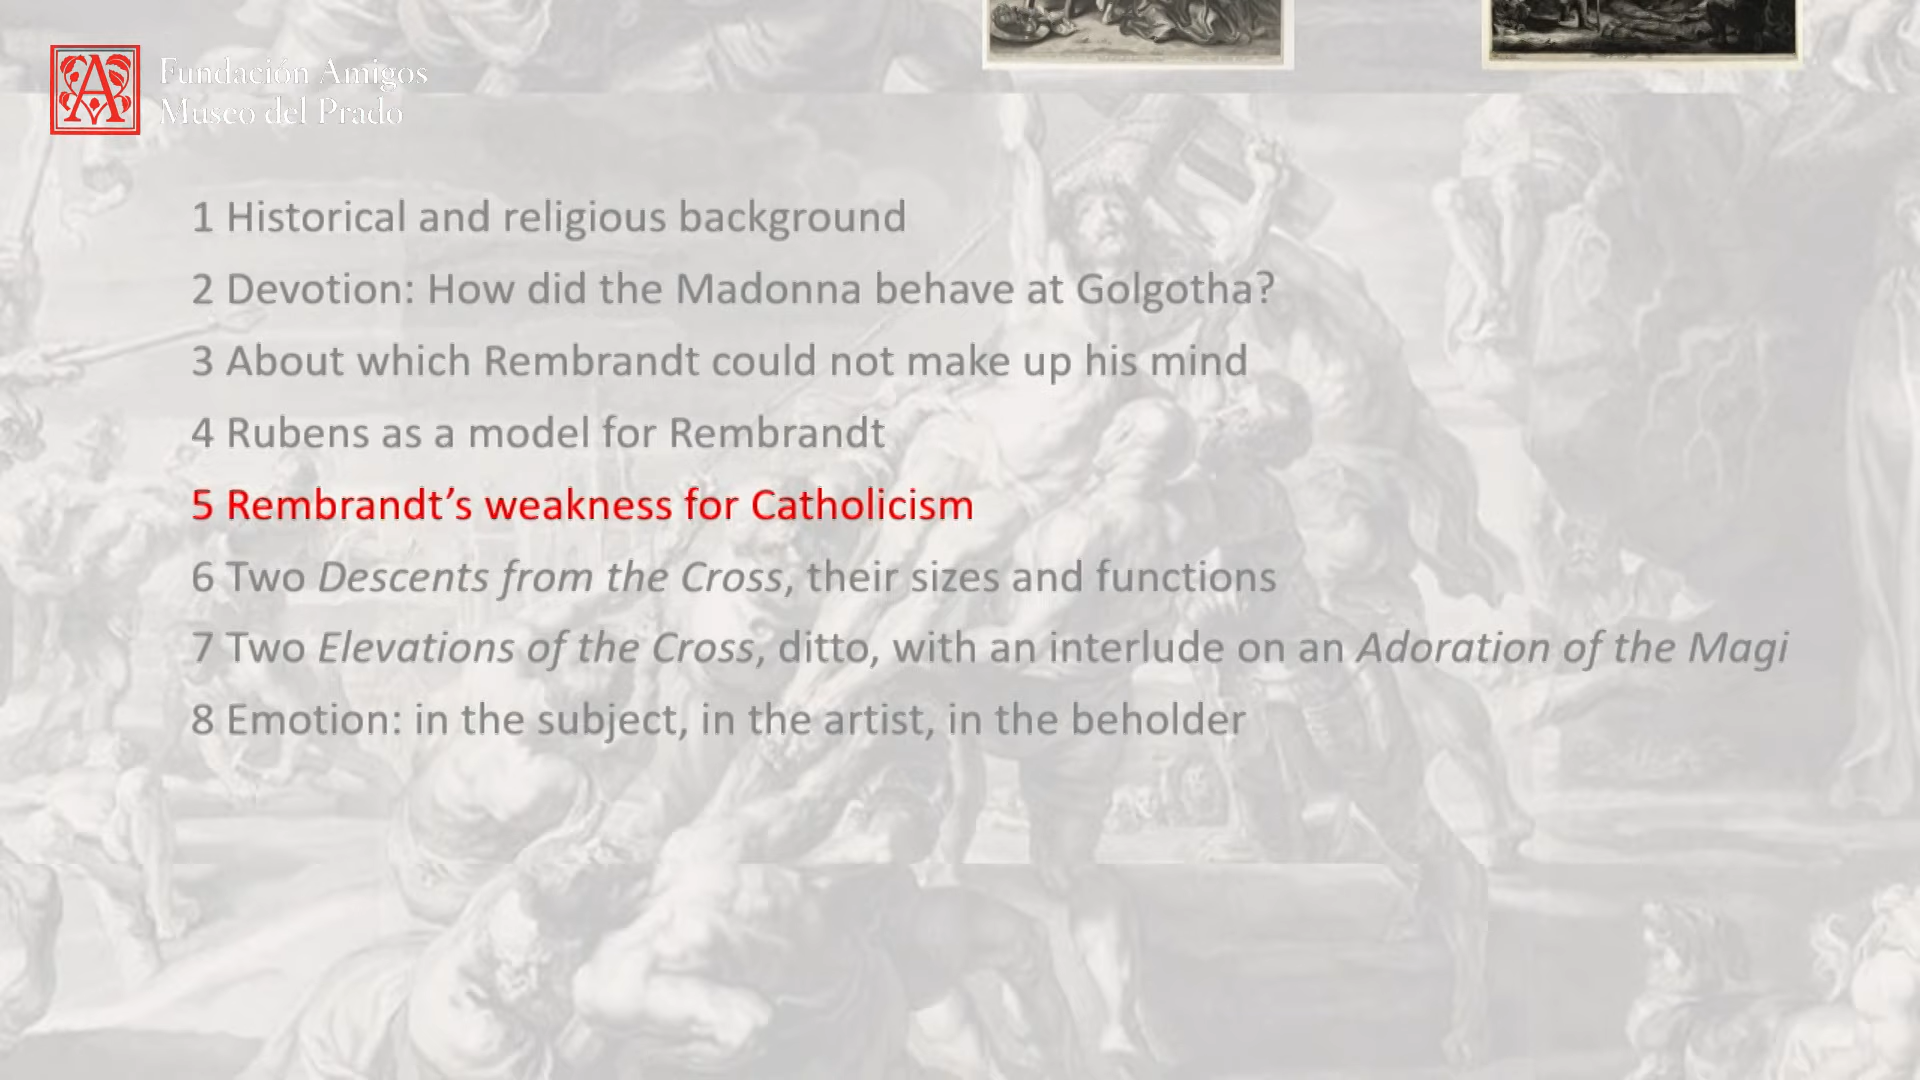 Fundación Amigos
Museo del Prado
1 Historical and religious background
2 Devotion: How did the Madonna behave at Golgotha?
3 About which Rembrandt could not make up his mind
4 Rubens as a model for Rembrandt
5 Rembrandt’s weakness for Catholicism
6 Two Descents from the Cross, their sizes and functions
7 Two Elevations of the Cross, ditto, with an interlude on an Adoration of the Magi
8 Emotion: in the subject, in the artist, in the beholder